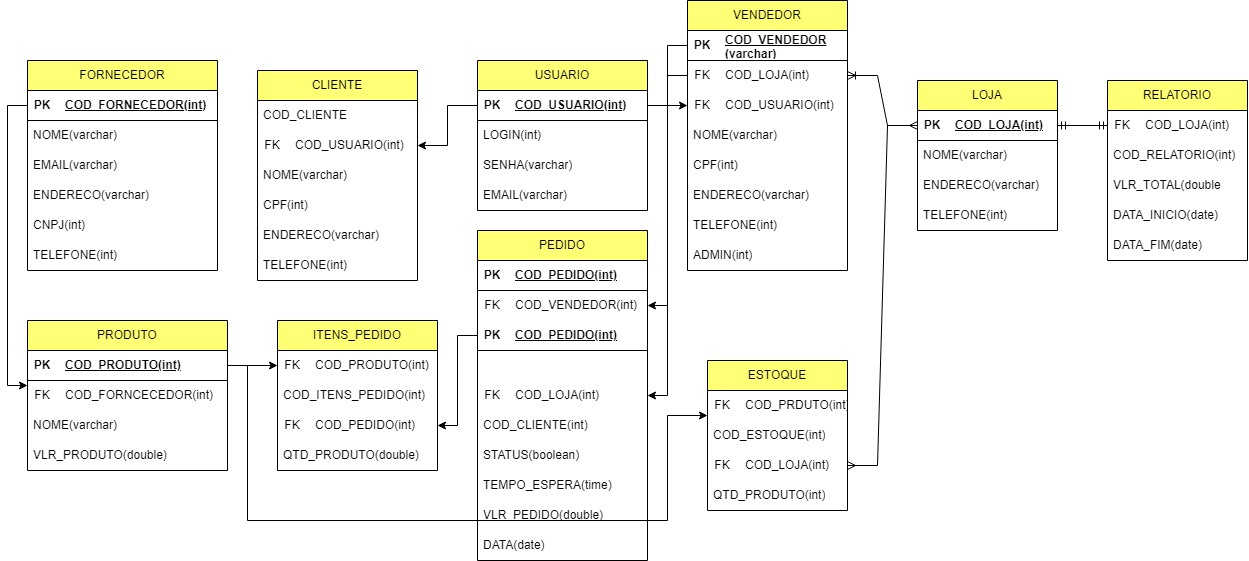 FORNECEDOR
PK COD_FORNECEDOR(int)
NOME(varchar)
EMAIL(varchar)
ENDERECO(varchar)
CNPJ(int)
TELEFONE(int)
CLIENTE
COD_CLIENTE
FK COD_USUARIO(int)
NOME(varchar)
CPF(int)
ENDERECO(varchar)
TELEFONE(int)
USUARIO
PK COD_USUARIO(int)
LOGIN(int)
SENHA(varchar)
EMAIL(varchar)
VENDEDOR
PK COD_VENDEDOR
(varchar)
FK COD_LOJA(int)
FK COD_USUARIO(int)
NOME(varchar)
CPF(int)
ENDERECO(varchar)
TELEFONE(int)
ADMIN(int)
LOJA
PK COD_LOJA(int)
NOME(varchar)
ENDERECO(varchar)
TELEFONE(int)
RELATORIO
FK COD_LOJA(int)
COD_RELATORIO(int)
VLR_TOTAL(double
DATA_INICIO(date)
DATA_FIM(date)
PRODUTO
PK COD_PRODUTO(int)
FK COD_FORNCECEDOR(int)
NOME(varchar)
VLR_PRODUTO(double)
ITENS_PEDIDO
FK COD_PRODUTO(int)
COD_ITENS_PEDIDO(int)
FK COD_PEDIDO(int)
QTD_PRODUTO(double)
PEDIDO
PK COD_PEDIDO(int)
FK COD_VENDEDOR(int)
PK COD_PEDIDO(int)
FK COD_LOJA(int)
COD_CLIENTE(int)
STATUS(boolean)
TEMPO_ESPERA(time)
VLR_PEDIDO(double)
DATA(date)
ESTOQUE
FK COD_PRDUTO(int)
COD_ESTOQUE(int)
FK COD_LOJA(int)
QTD_PRODUTO(int)